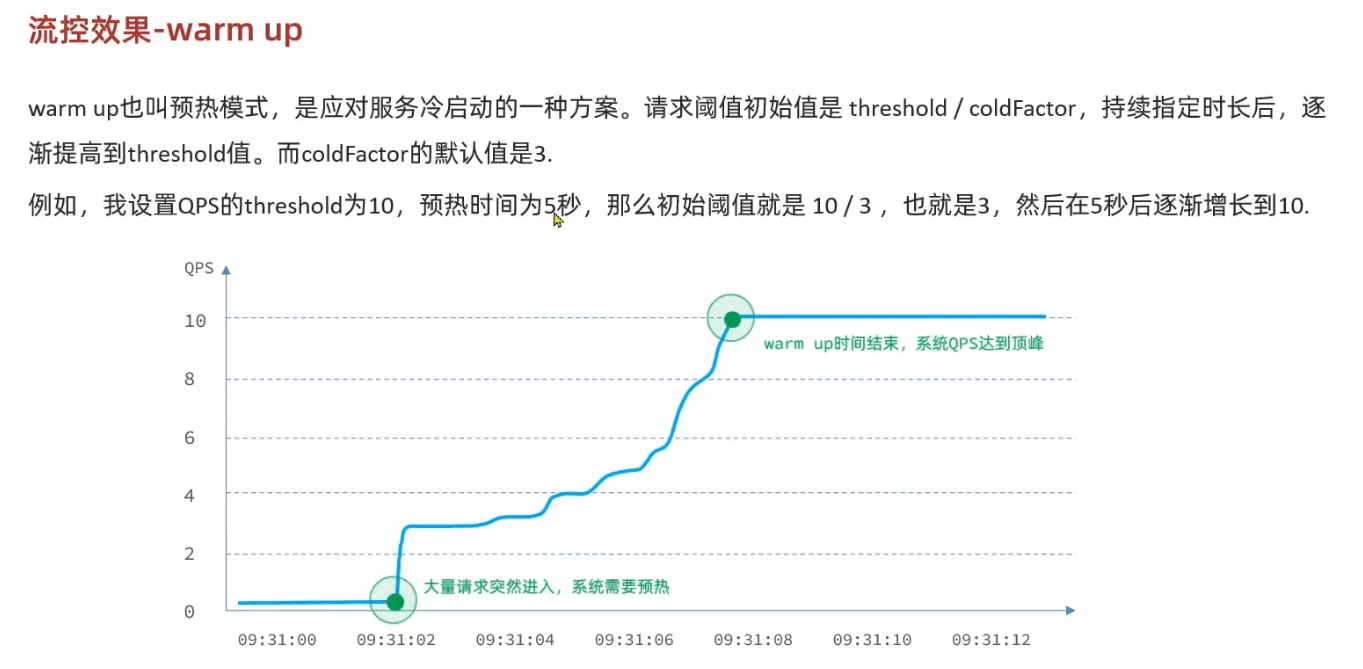 流控效果-warm up
warm up也叫预热模式，是应对服务冷启动的一种方案。请求阈值初始值是 threshold / coldFactor，持续指定时长后，逐
渐提高到threshold值。而coldFactor的默认值是3.
例如，我设置QPS的threshold为10，预热时间为5秒，那么初始阈值就是 10 / 3 ，也就是3，然后在5秒后逐渐增长到10.
QPS
10
warm up时间结束，系统QPS达到顶峰
8
6
4
2
大量请求突然进入，系统需要预热
0
09:31:00 09:31:02 09:31:04 09:31:06 09:31:08 09:31:10 09:31:12